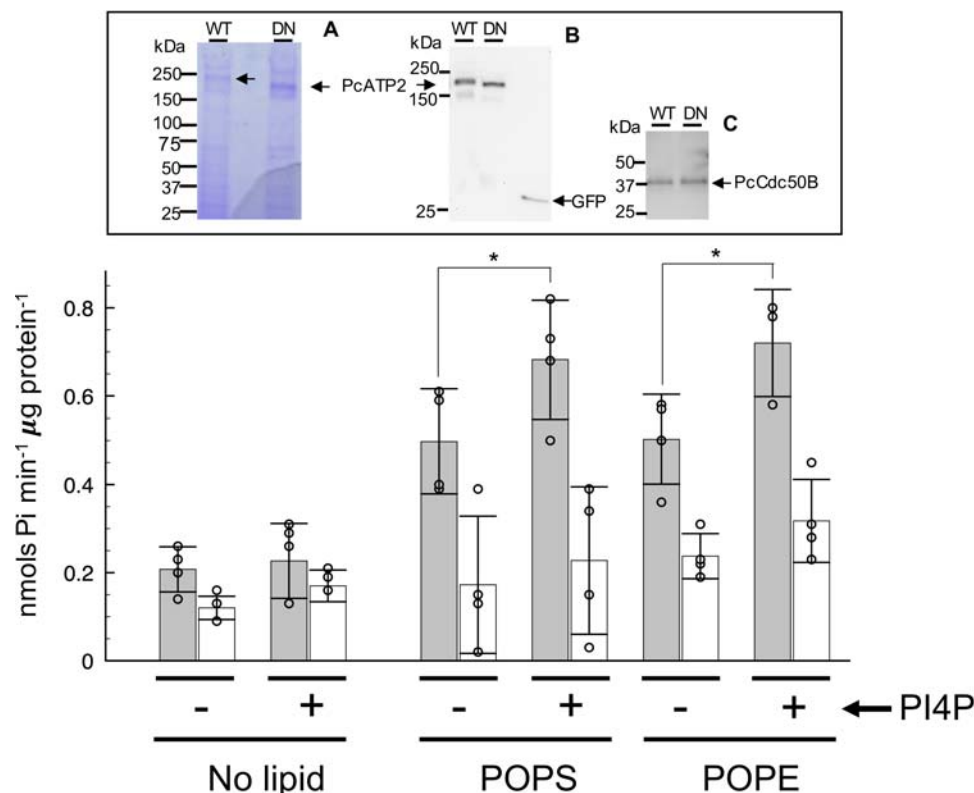 WT DN A
kDa
250
150
100
75
50
37
25
PcATP2
WT DN B
kDa
250
150
25
GFP
WT DN C
kDa
50
37
25
PcCdc50B
nmols Pi min-1 μg protein-1
0.8
0.6
0.4
0.2
0
* *
- + - + - + PI4P
No lipid POPS POPE